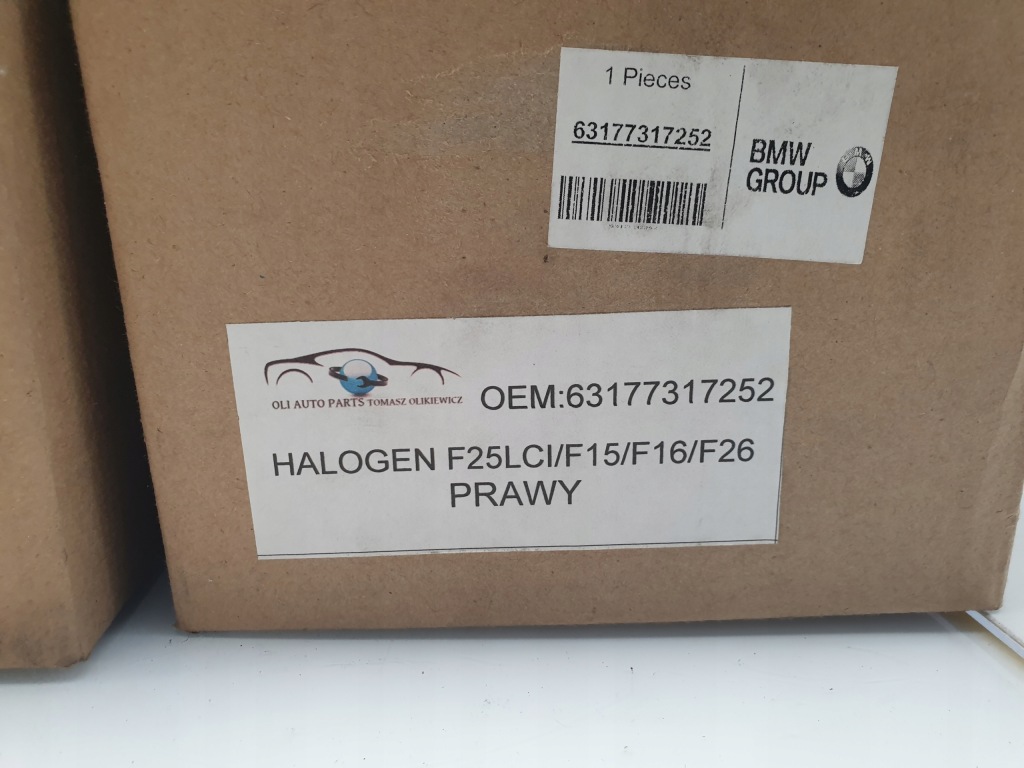 1 Pieces
63177317252
BMW
GROUP
OLI AUTO PARTS TOMASZ OLIKIEWICZ
OEM:63177317252
HALOGEN F25LCI/F15/F16/F26
PRAWY